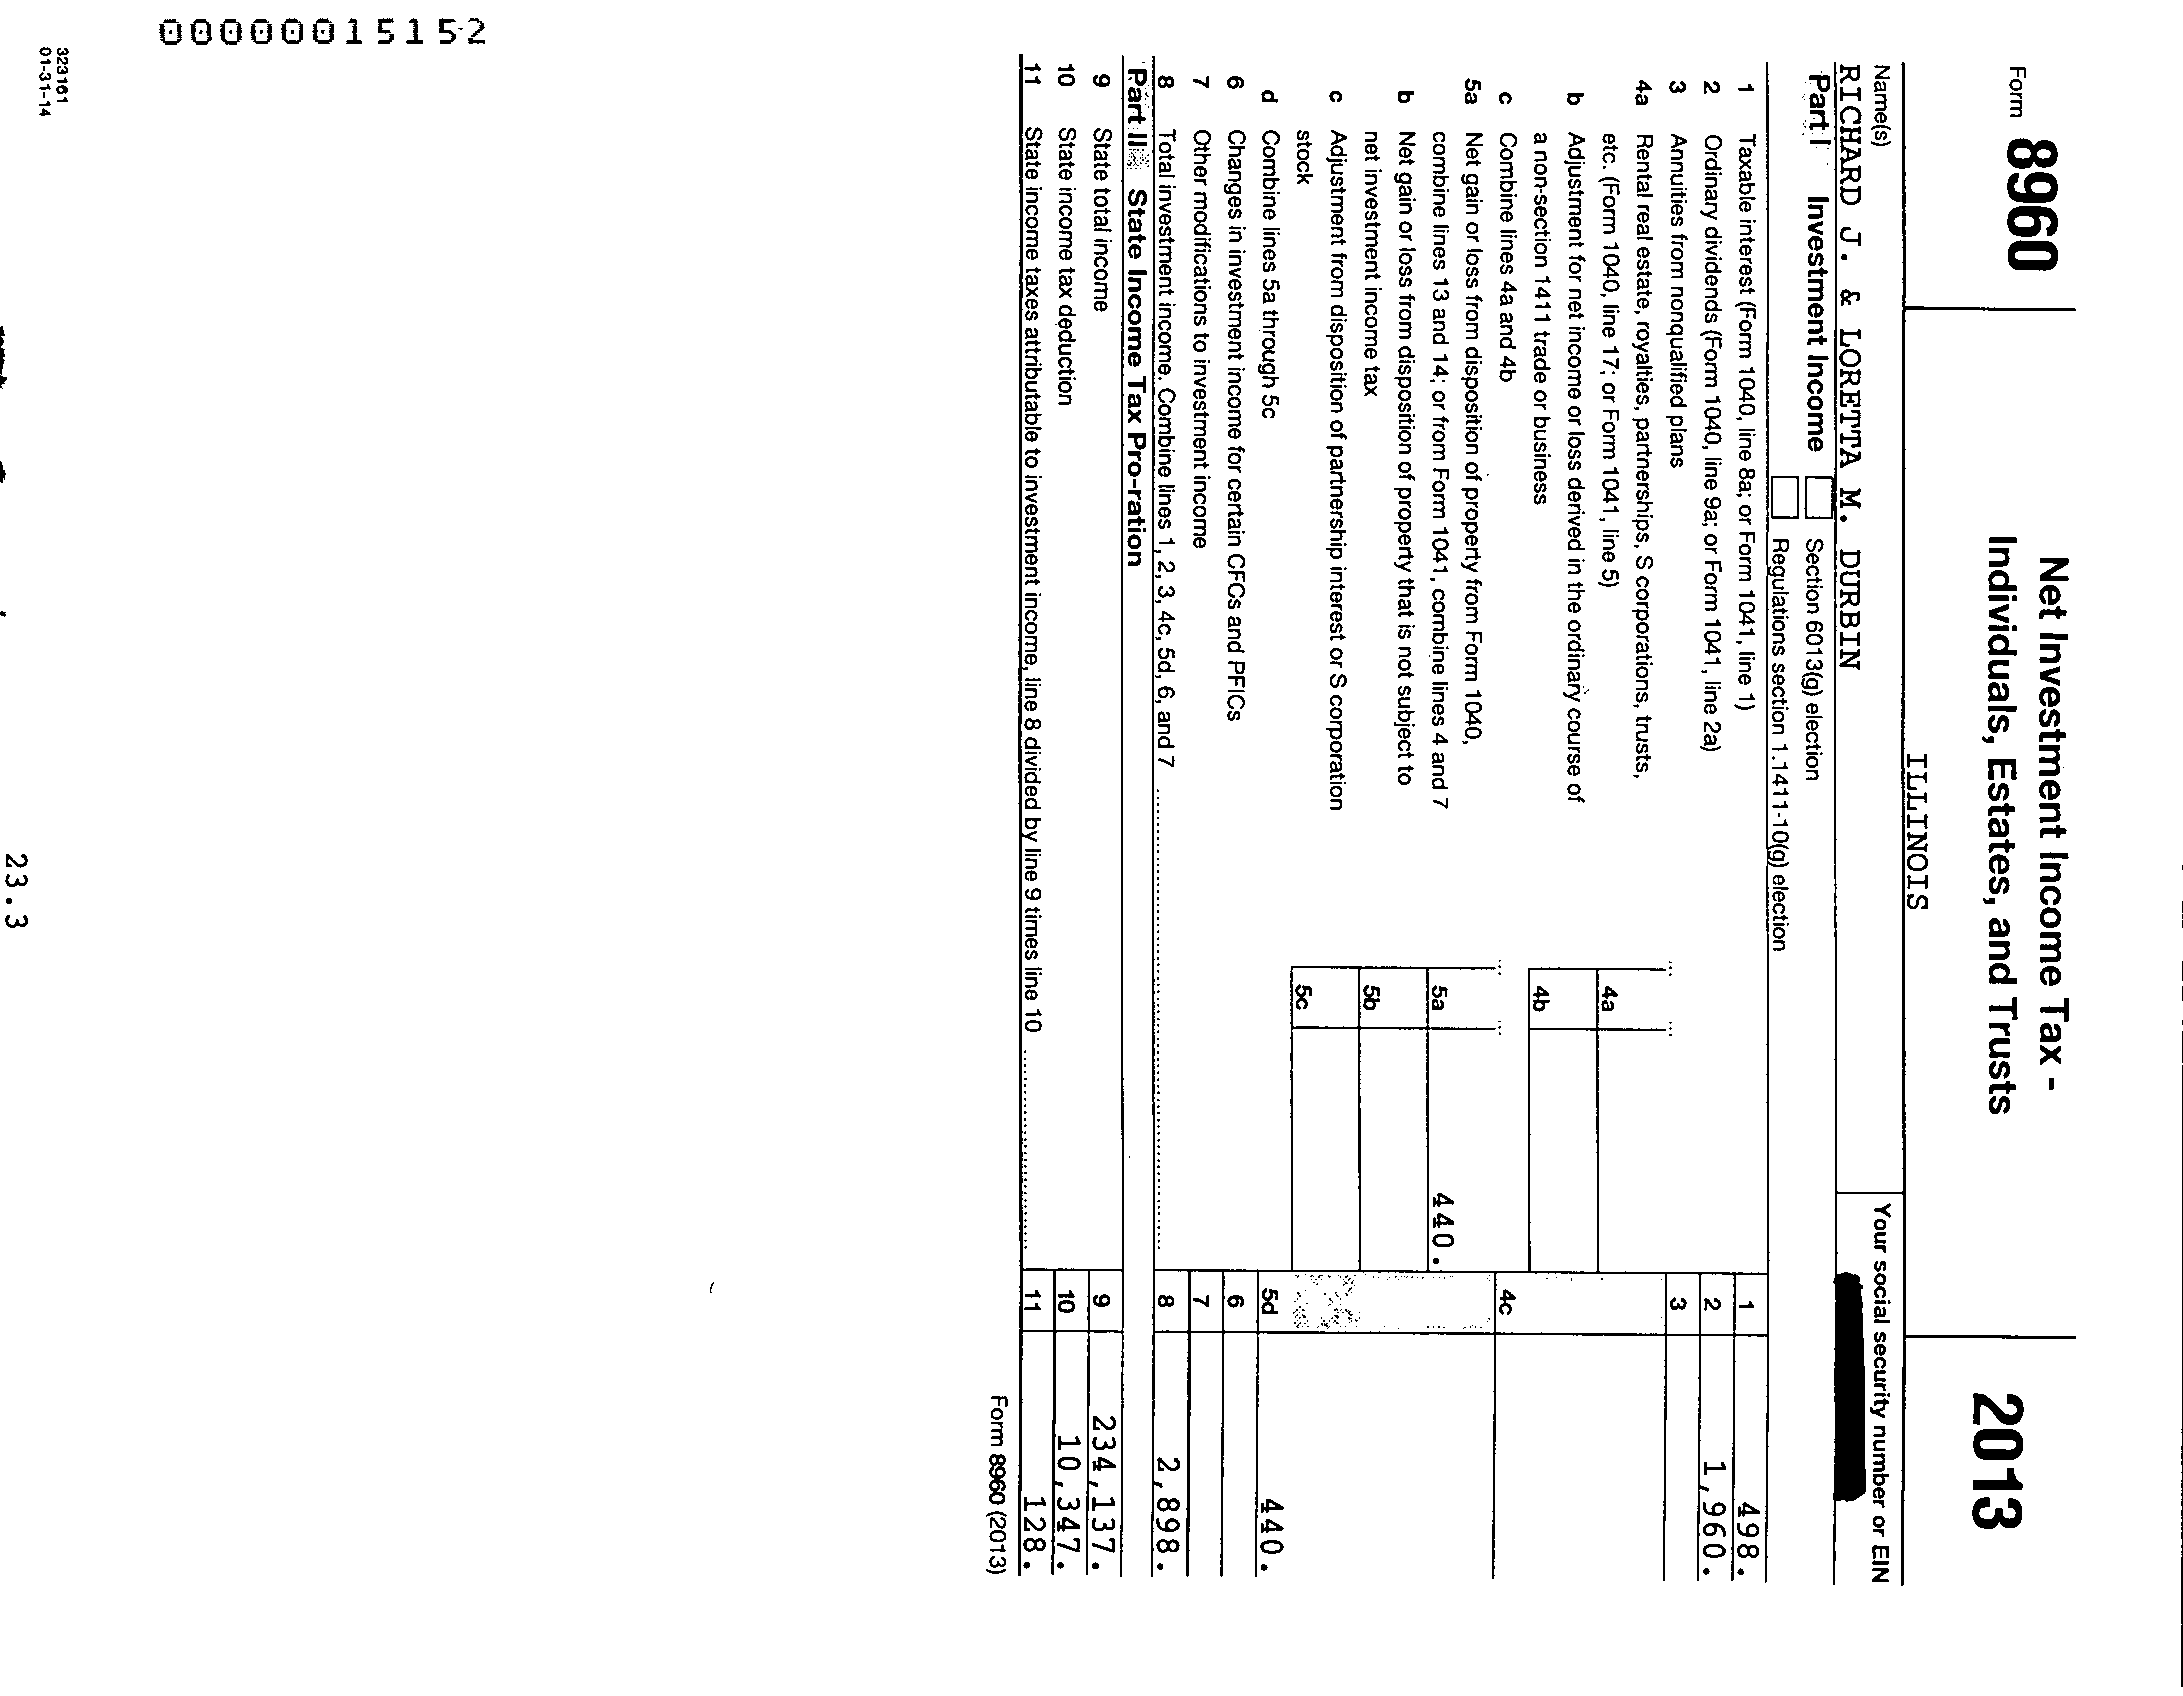 00000015152
Form 8960
Net Investment Income Tax -
Individuals, Estates, and Trusts
2013
ILLINOIS
Name(s)
Your social security number or EIN
RICHARD J. & LORETTA M. DURBIN
Part I Investment Income
Section 6013(g) election
Regulations section 1.1411-10(g) election
1 Taxable interest (Form 1040, line 8a; or Form 1041, line 1) 1 498.
2 Ordinary dividends (Form 1040, line 9a; or Form 1041, line 2a) 2 1,960.
3 Annuities from nonqualified plans 3
4a Rental real estate, royalties, partnerships, S corporations, trusts,
etc. (Form 1040, line 17; or Form 1041, line 5) 4a
b Adjustment for net income or loss derived in the ordinary course of
a non-section 1411 trade or business 4b
c Combine lines 4a and 4b 4c
5a Net gain or loss from disposition of property from Form 1040,
combine lines 13 and 14; or from Form 1041, combine lines 4 and 7 5a 440.
b Net gain or loss from disposition of property that is not subject to
net investment income tax 5b
c Adjustment from disposition of partnership interest or S corporation
stock 5c
d Combine lines 5a through 5c 5d 440.
6 Changes in investment income for certain CFCs and PFICs 6
7 Other modifications to investment income 7
8 Total investment income. Combine lines 1, 2, 3, 4c, 5d, 6, and 7 8 2,898.
Part II State Income Tax Pro-ration
9 State total income 9 234,137.
10 State income tax deduction 10 10,347.
11 State income taxes attributable to investment income, line 8 divided by line 9 times line 10 11 128.
Form 8960 (2013)
323161
01-31-14
23.3